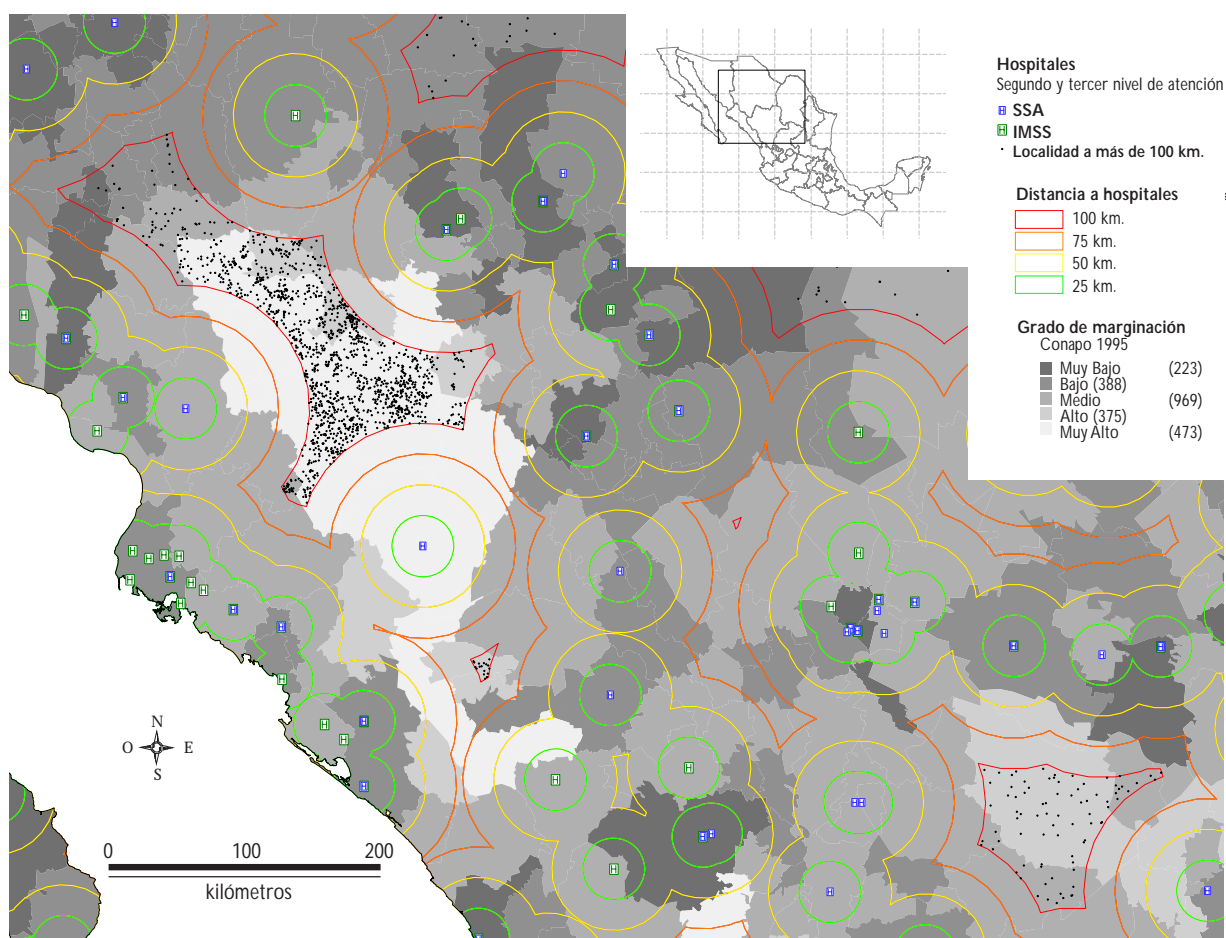 Hospitales
Segundo y tercer nivel de atención
H SSA
H IMSS
Localidad a más de 100 km.
Distancia a hospitales
100 km.
75 km.
50 km.
25 km.
Grado de marginación
Conapo 1995
Muy Bajo (223)
Bajo (388)
Medio (969)
Alto (375)
Muy Alto (473)
N
O E
S
0 100 200
kilómetros